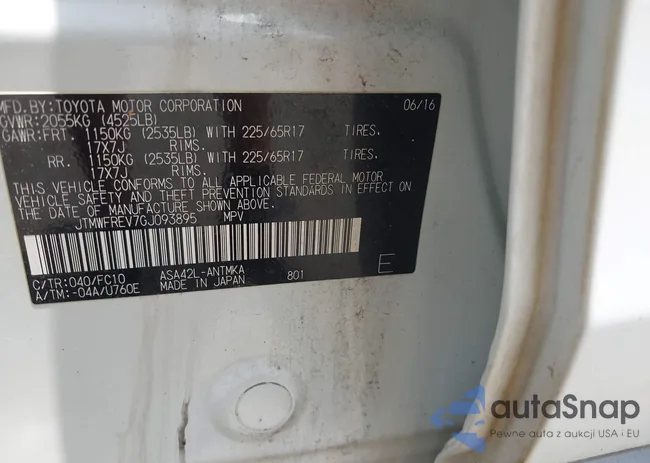 MFD.BY:TOYOTA MOTOR CORPORATION 06/16
GVWR:2055KG (4525LB)
GAWR:FRT. 1150KG (2535LB) WITH 225/65R17 TIRES.
17X7J RIMS.
RR. 1150KG (2535LB) WITH 225/65R17 TIRES.
17X7J RIMS.
THIS VEHICLE CONFORMS TO ALL APPLICABLE FEDERAL MOTOR
VEHICLE SAFETY AND THEFT PREVENTION STANDARDS IN EFFECT ON
THE DATE OF MANUFACTURE SHOWN ABOVE.
JTMWFREV7GJ093895 MPV
C/TR:040/FC10 ASA42L-ANTMKA 801 E
A/TM:-04A/U760E MADE IN JAPAN
autoSnap
Pewne auta z aukcji USA i EU